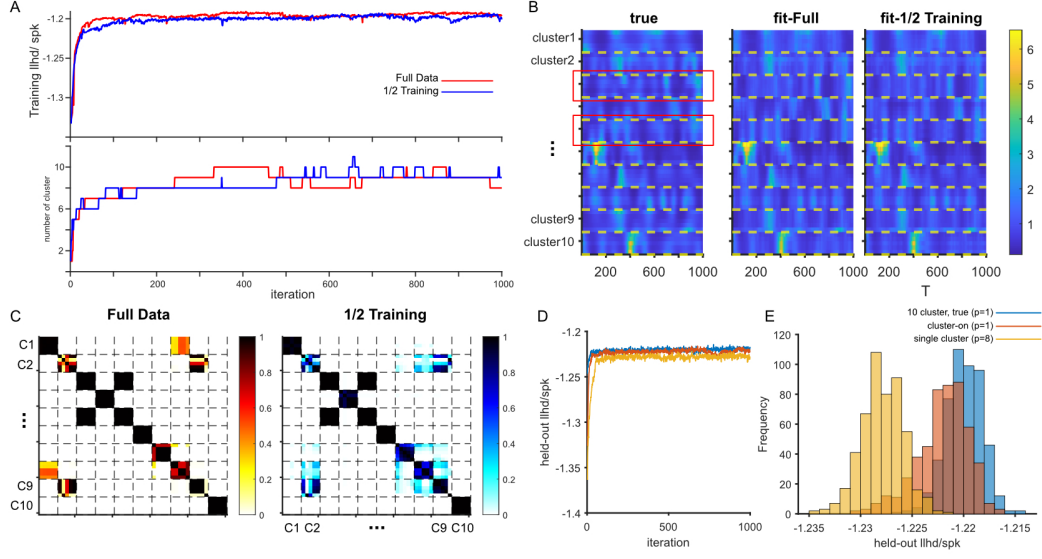 A
Training llhd/ spk
-1.2
-1.3
Full Data
1/2 Training
number of cluster
10
6
2
0
200
400
600
800
1000
iteration
B
true
fit-Full
fit-1/2 Training
cluster1
cluster2
...
cluster9
cluster10
200 600 1000
200 600 1000
200 600 1000
T
6
5
4
3
2
1
C
Full Data
1/2 Training
C1
C2
...
C9
C10
1
0.8
0.6
0.4
0.2
0
1
0.8
0.6
0.4
0.2
0
C1 C2 ... C9 C10
D
held-out llhd/spk
-1.2
-1.25
-1.3
-1.35
-1.4
0
500
1000
iteration
E
10 cluster, true (p=1)
cluster-on (p=1)
single cluster (p=8)
Frequency
120
100
80
60
40
20
0
-1.235
-1.23
-1.225
-1.22
-1.215
held-out llhd/spk